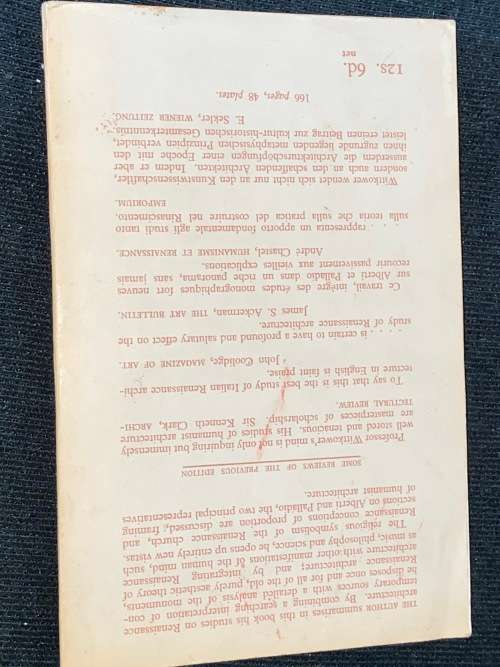 THE AUTHOR summarises in this book his studies on Renaissance
architecture. By combining a searching interpretation of con-
temporary sources with a detailed analysis of the monuments,
he disposes once and for all of the old, purely aesthetic theory of
Renaissance architecture; and by integrating Renaissance
architecture with other manifestations of the human mind, such
as music, philosophy and science, he opens up entirely new vistas.
The religious symbolism of the Renaissance church, and
Renaissance conceptions of proportion are discussed, framing
sections on Alberti and Palladio, the two principal representatives
of humanist architecture.
SOME REVIEWS OF THE PREVIOUS EDITION
Professor Wittkower's mind is not only inquiring but immensely
well stored and tenacious. His studies of humanist architecture
are masterpieces of scholarship. Sir Kenneth Clark, ARCHI-
TECTURAL REVIEW.
To say that this is the best study of Italian Renaissance archi-
tecture in English is faint praise.
John Coolidge, MAGAZINE OF ART.
. . . is certain to have a profound and salutary effect on the
study of Renaissance architecture.
James S. Ackerman, THE ART BULLETIN.
Ce travail, intègre des études monographiques fort neuves
sur Alberti et Palladio dans un riche panorama, sans jamais
recourir passivement aux vieilles explications.
André Chastel, HUMANISME ET RENAISSANCE.
. . . rappresenta un apporto fondamentale agli studi tanto
sulla teoria che sulla pratica del costruire nel Rinascimento.
EMPORIUM.
Wittkower wendet sich nicht nur an den Kunstwissenschaftler,
sondern auch an den schaffenden Architekten. Indem er aber
ausserdem die Architekturschöpfungen einer Epoche mit den
ihnen zugrunde liegenden metaphysischen Prinzipien verbindet,
leistet er einen Beitrag zur kultur-historischen Gesamterkenntnis.
E. Sekler, WIENER ZEITUNG.
166 pages, 48 plates.
12s. 6d.
net